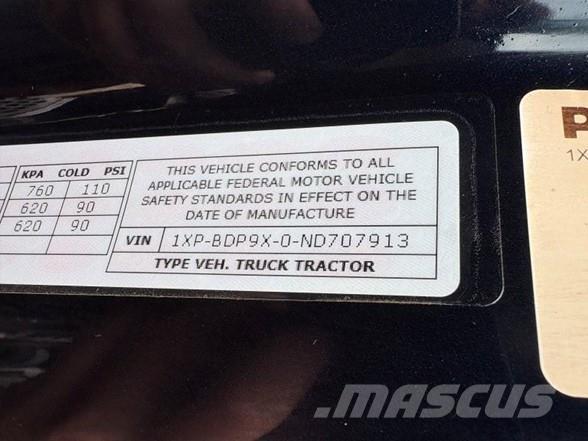 KPA COLD PSI
760 110
620 90
620 90
THIS VEHICLE CONFORMS TO ALL
APPLICABLE FEDERAL MOTOR VEHICLE
SAFETY STANDARDS IN EFFECT ON THE
DATE OF MANUFACTURE
VIN 1XP-BDP9X-0-ND707913
TYPE VEH. TRUCK TRACTOR
P
1X
MASCUS